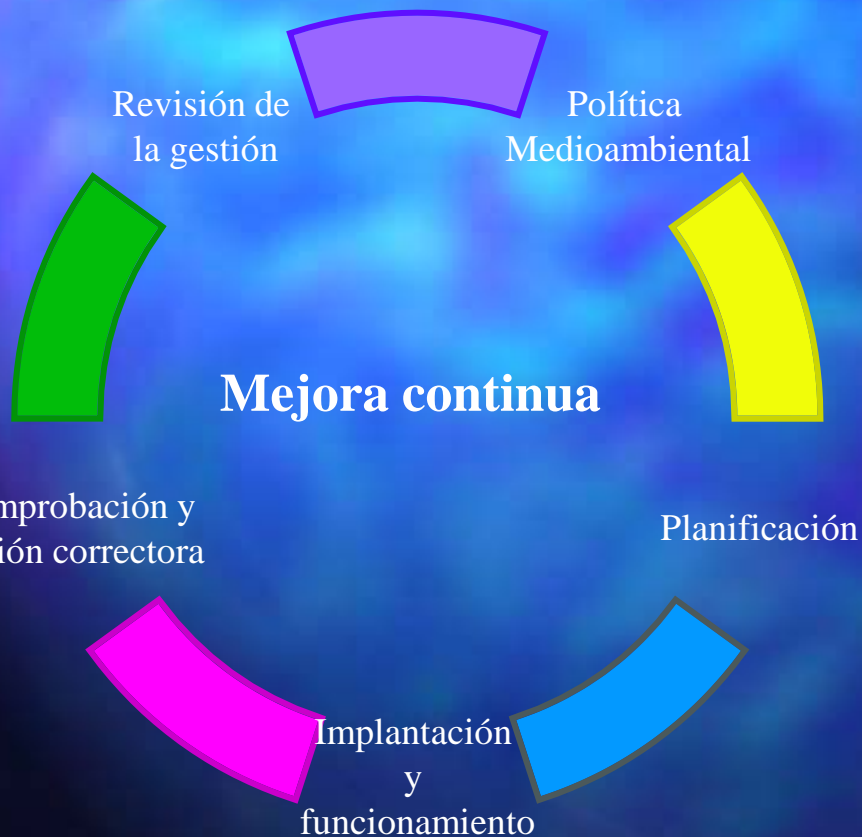 Revisión de
la gestión
Política
Medioambiental
Mejora continua
mprobación y
ión correctora
Planificación
Implantación
y
funcionamiento